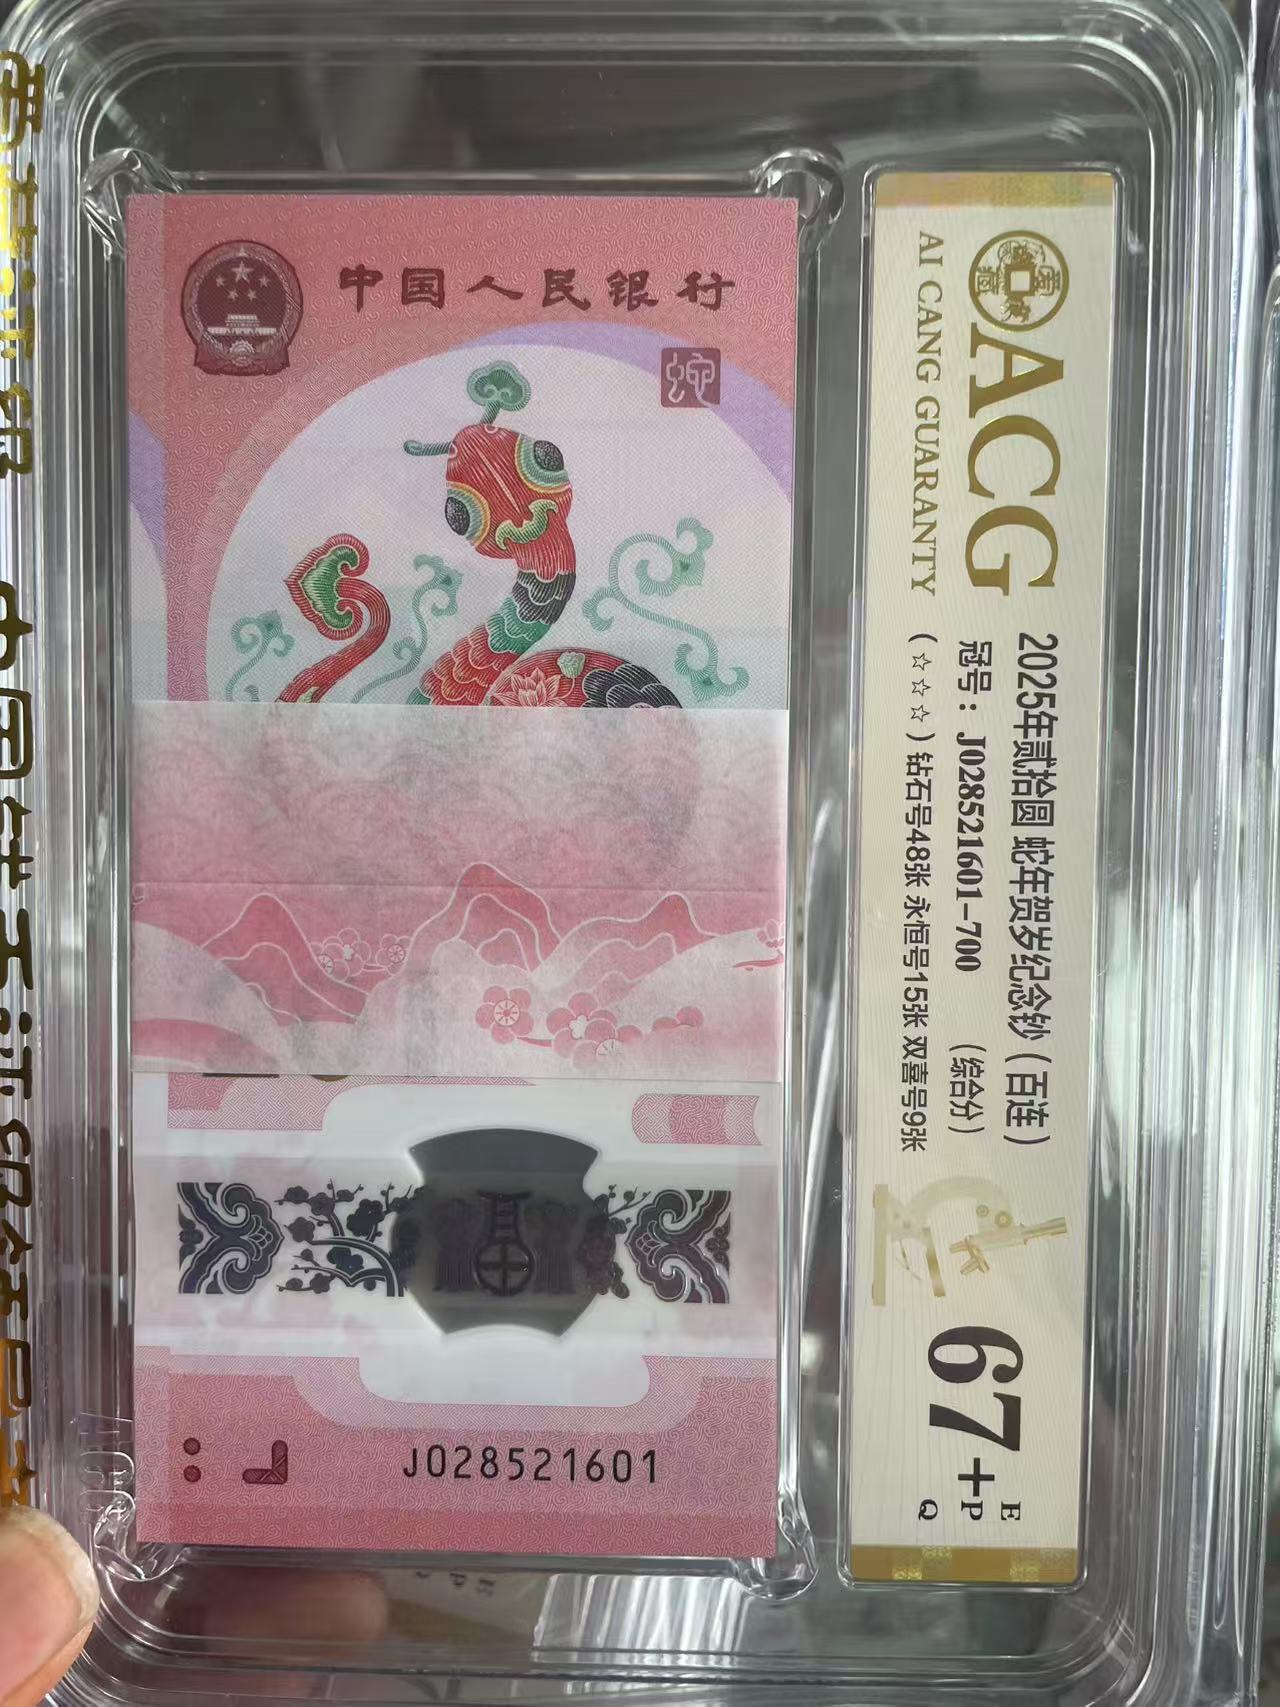 中国人民银行
蛇
J028521601
ACG
AI CANG GUARANTY
2025年贰拾圆 蛇年贺岁纪念钞（百连）
冠号：J028521601-700 （综合分）
（☆☆☆）钻石号48张 永恒号15张 双喜号9张
67+
E
P
Q